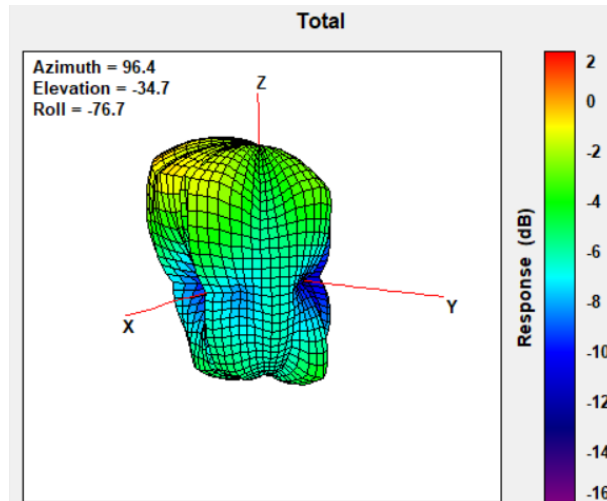 Total
Azimuth = 96.4
Elevation = -34.7
Roll = -76.7
Z
X
Y
2
0
-2
-4
-6
-8
-10
-12
-14
-16
Response (dB)